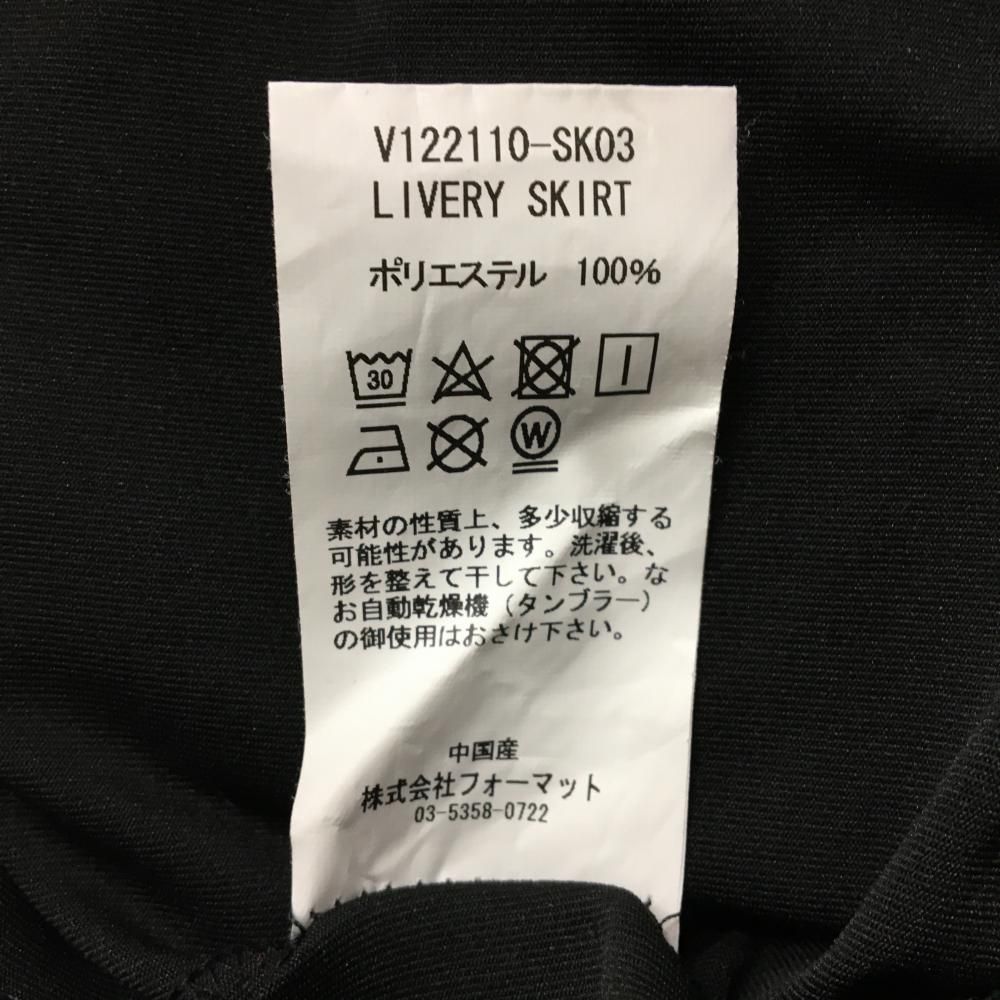 V122110-SK03
LIVERY SKIRT
ポリエステル 100%
30
W
素材の性質上、多少収縮する
可能性があります。洗濯後、
形を整えて干して下さい。な
お自動乾燥機(タンブラー)
の御使用はおさけ下さい。
中国産
株式会社フォーマット
03-5358-0722